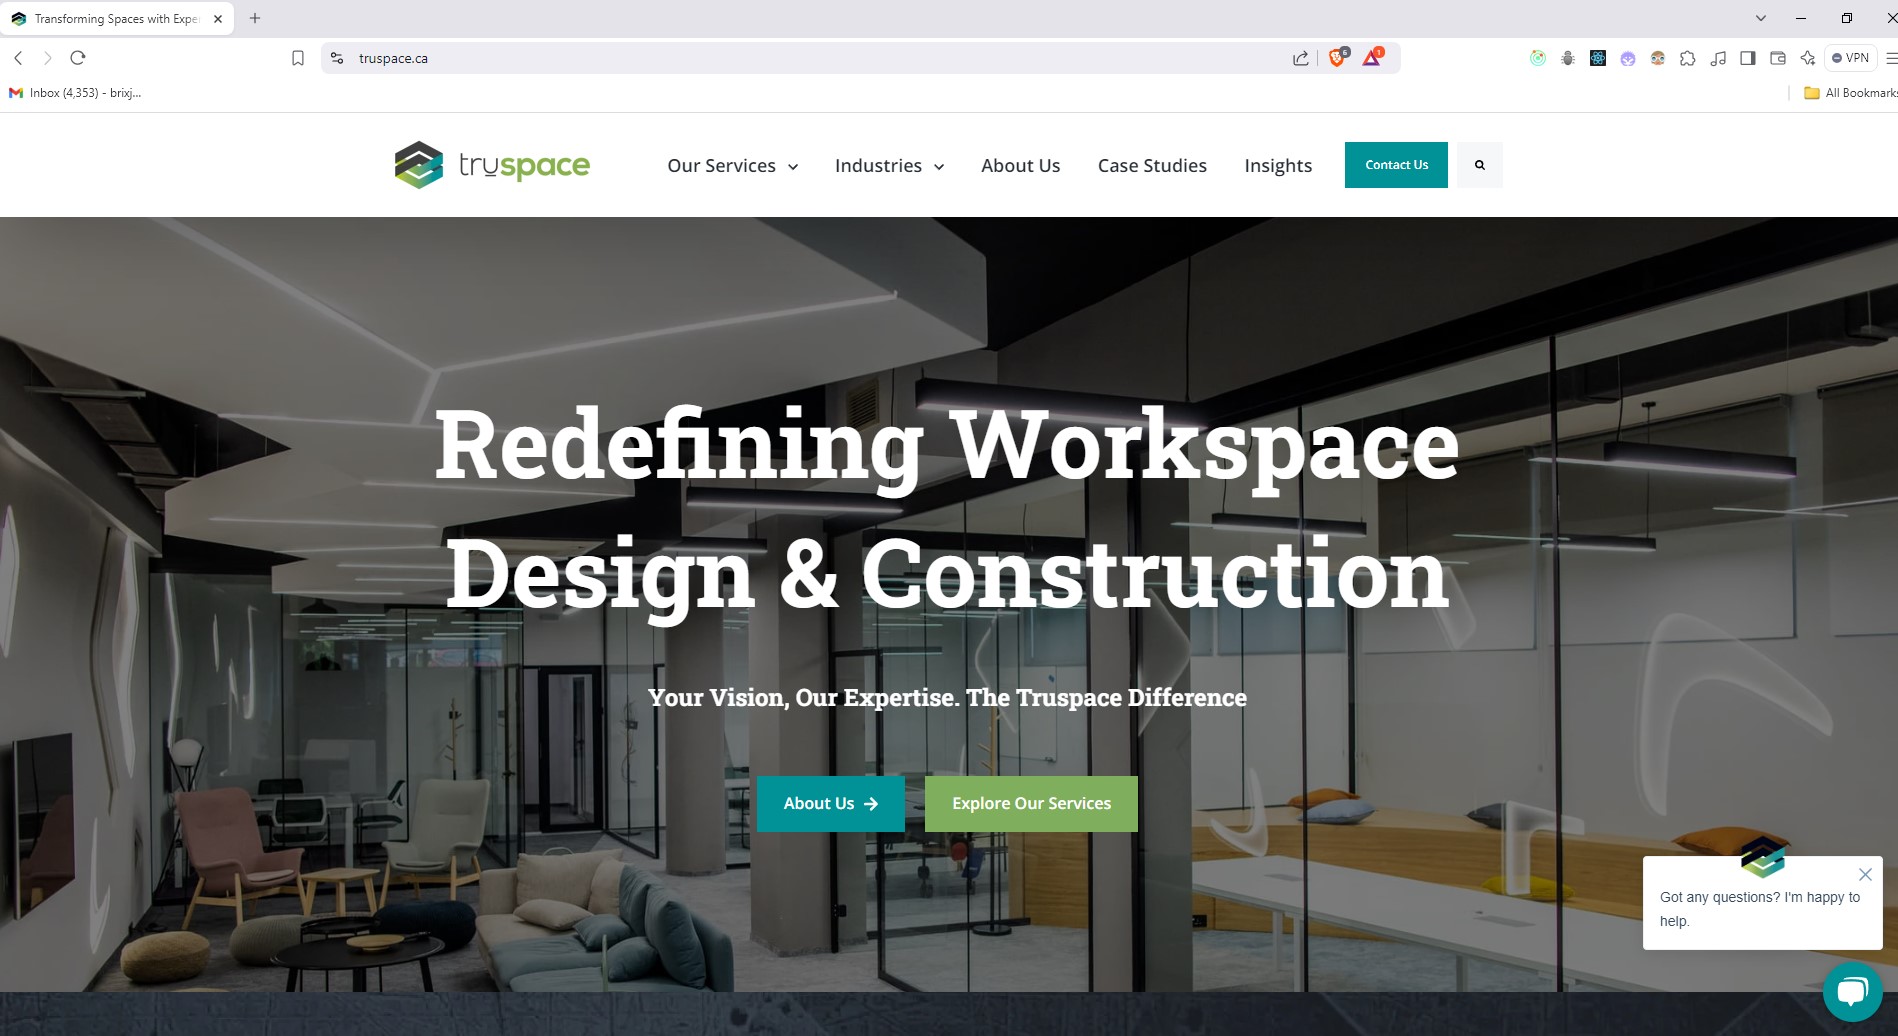 Transforming Spaces with Expe
truspace.ca
6
1
VPN
Inbox (4,353) - brixj...
All Bookmarks
truspace
Our Services
Industries
About Us
Case Studies
Insights
Contact Us
Redefining Workspace
Design & Construction
Your Vision, Our Expertise. The Truspace Difference
About Us
Explore Our Services
Got any questions? I'm happy to
help.